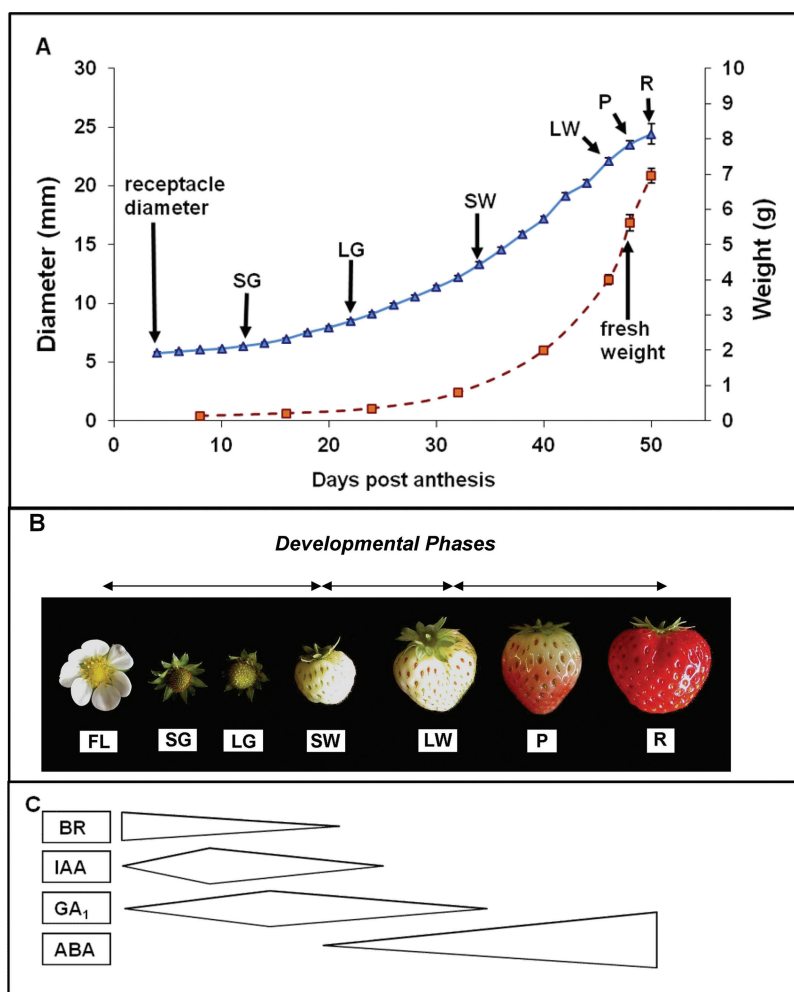 A
30
25
20
15
10
5
0
Diameter (mm)
10
9
8
7
6
5
4
3
2
1
0
Weight (g)
0
10
20
30
40
50
Days post anthesis
receptacle
diameter
SG
LG
SW
LW
P
R
fresh
weight
B
Developmental Phases
FL
SG
LG
SW
LW
P
R
C
BR
IAA
GA₁
ABA